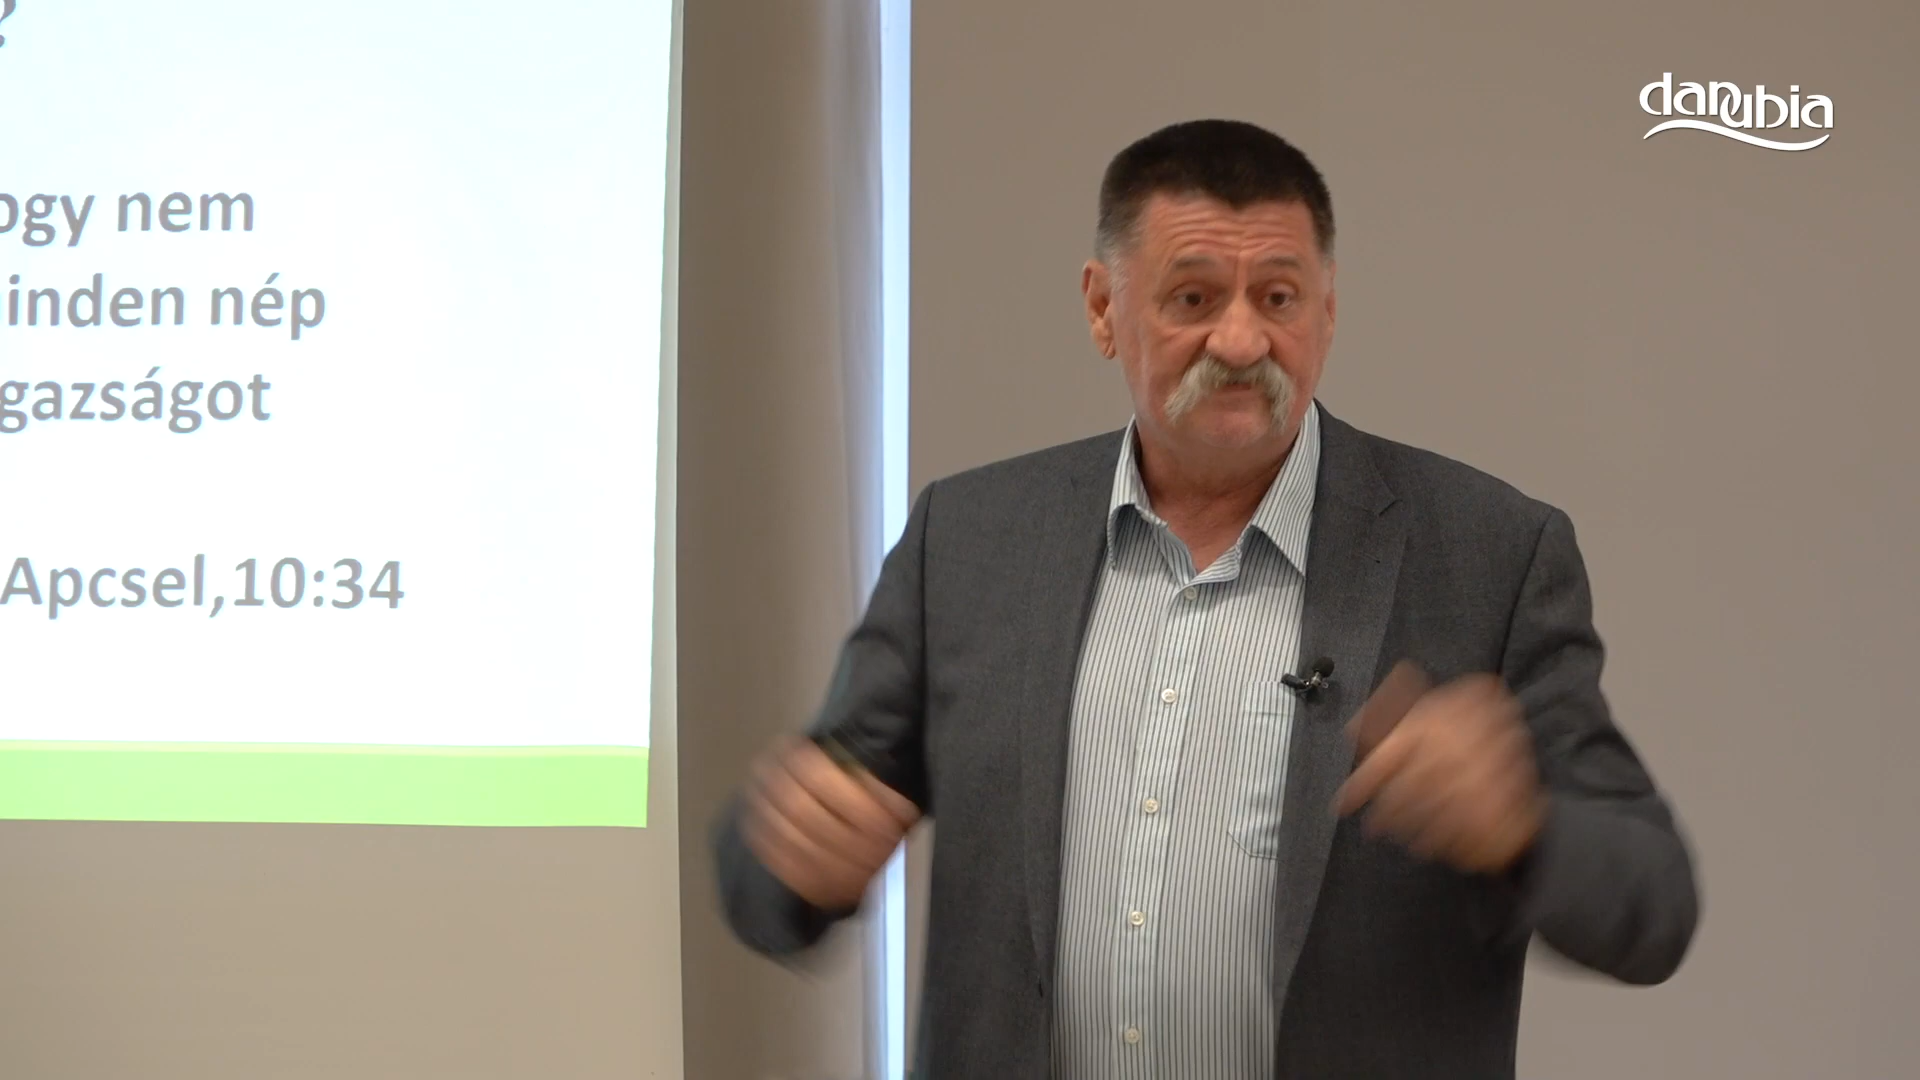 ?
ogy nem
inden nép
gazságot
Apcsel,10:34
danubia